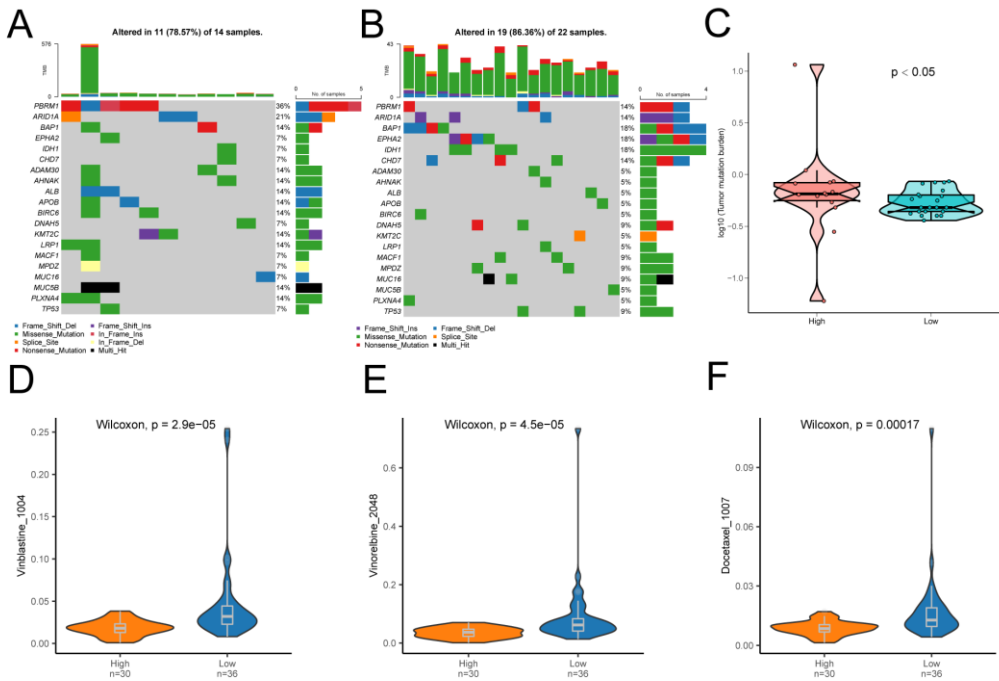 A
Altered in 11 (78.57%) of 14 samples.
576
TMB
0
No. of samples
0
5
PBRM1 36%
ARID1A 21%
BAP1 14%
EPHA2 7%
IDH1 7%
CHD7 7%
ADAM30 14%
AHNAK 14%
ALB 14%
APOB 14%
BIRC6 14%
DNAH5 7%
KMT2C 14%
LRP1 14%
MACF1 7%
MPDZ 7%
MUC16 7%
MUC5B 14%
PLXNA4 14%
TP53 7%
Frame_Shift_Del Frame_Shift_Ins
Missense_Mutation In_Frame_Ins
Splice_Site In_Frame_Del
Nonsense_Mutation Multi_Hit
B
Altered in 19 (86.36%) of 22 samples.
43
TMB
0
No. of samples
0
4
PBRM1 14%
ARID1A 14%
BAP1 18%
EPHA2 18%
IDH1 18%
CHD7 14%
ADAM30 5%
AHNAK 5%
ALB 5%
APOB 5%
BIRC6 5%
DNAH5 9%
KMT2C 5%
LRP1 5%
MACF1 9%
MPDZ 9%
MUC16 9%
MUC5B 5%
PLXNA4 5%
TP53 9%
Frame_Shift_Ins Frame_Shift_Del
Missense_Mutation Splice_Site
Nonsense_Mutation Multi_Hit
C
p < 0.05
log10 (Tumor mutation burden)
1.0
0.5
0.0
−0.5
−1.0
High Low
D
Wilcoxon, p = 2.9e−05
Vinblastine_1004
0.25
0.20
0.15
0.10
0.05
0.00
High Low
n=30 n=36
E
Wilcoxon, p = 4.5e−05
Vinorelbine_2048
0.6
0.4
0.2
0.0
High Low
n=30 n=36
F
Wilcoxon, p = 0.00017
Docetaxel_1007
0.09
0.06
0.03
0.00
High Low
n=30 n=36